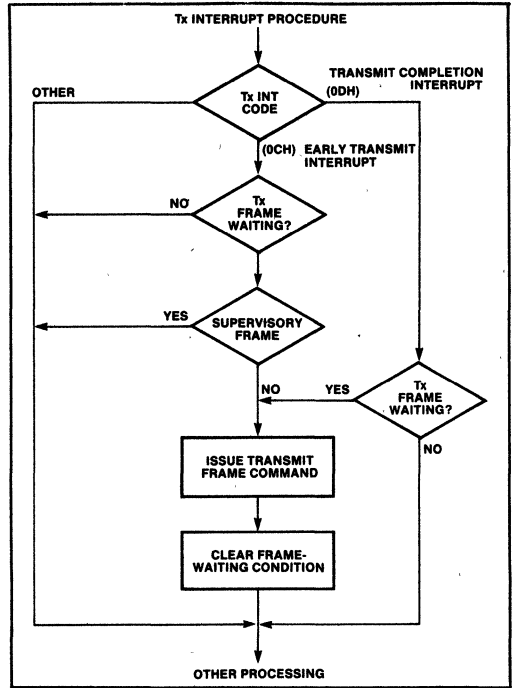 Tx INTERRUPT PROCEDURE
Tx INT
CODE
OTHER
TRANSMIT COMPLETION
INTERRUPT
(0DH)
(0CH) EARLY TRANSMIT
INTERRUPT
Tx
FRAME
WAITING?
NO
SUPERVISORY
FRAME
YES
NO
YES
Tx
FRAME
WAITING?
NO
ISSUE TRANSMIT
FRAME COMMAND
CLEAR FRAME-
WAITING CONDITION
OTHER PROCESSING